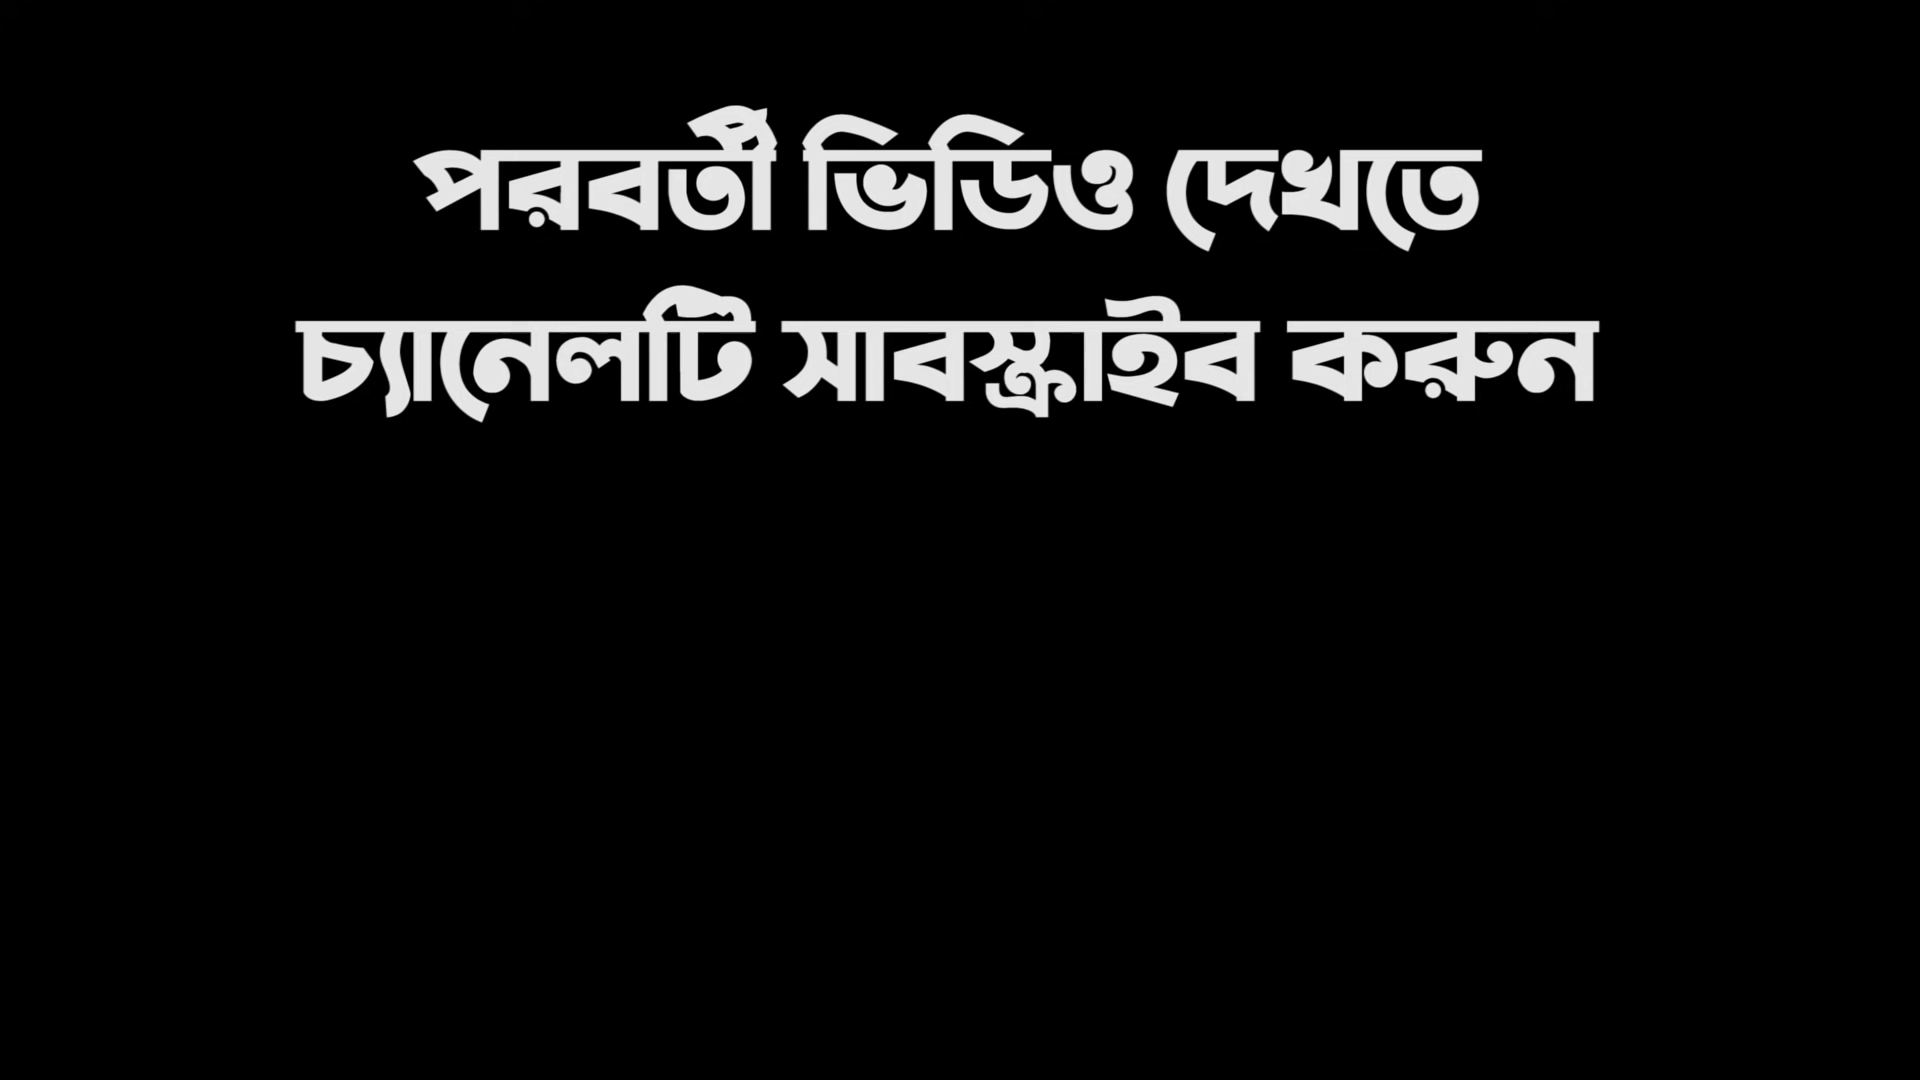 পরবর্তী ভিডিও দেখতে
চ্যানেলটি সাবস্ক্রাইব করুন